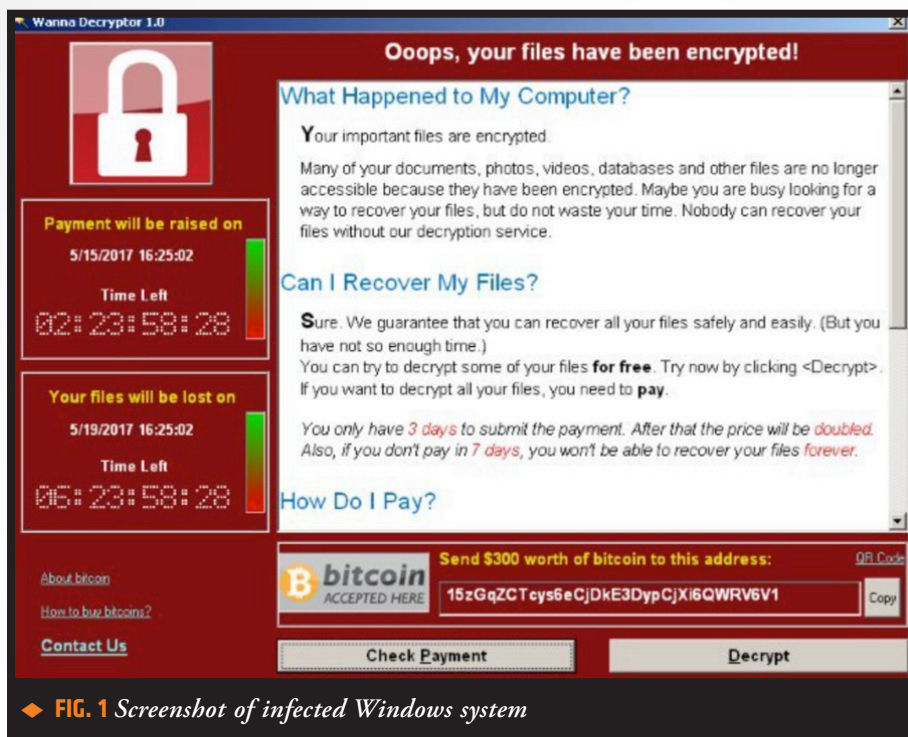 Wanna Decryptor 1.0
Ooops, your files have been encrypted!
Payment will be raised on
5/15/2017 16:25:02
Time Left
02:23:58:28
Your files will be lost on
5/19/2017 16:25:02
Time Left
06:23:58:28
About bitcoin
How to buy bitcoins?
Contact Us
What Happened to My Computer?
Your important files are encrypted.
Many of your documents, photos, videos, databases and other files are no longer
accessible because they have been encrypted. Maybe you are busy looking for a
way to recover your files, but do not waste your time. Nobody can recover your
files without our decryption service.
Can I Recover My Files?
Sure. We guarantee that you can recover all your files safely and easily. (But you
have not so enough time.)
You can try to decrypt some of your files for free. Try now by clicking <Decrypt>.
If you want to decrypt all your files, you need to pay.
You only have 3 days to submit the payment. After that the price will be doubled.
Also, if you don't pay in 7 days, you won't be able to recover your files forever.
How Do I Pay?
bitcoin
ACCEPTED HERE
Send $300 worth of bitcoin to this address:
QR Code
15zGqZCTcys6eCjDkE3DypCjXi6QWRV6V1
Copy
Check Payment
Decrypt
◆ FIG. 1 Screenshot of infected Windows system